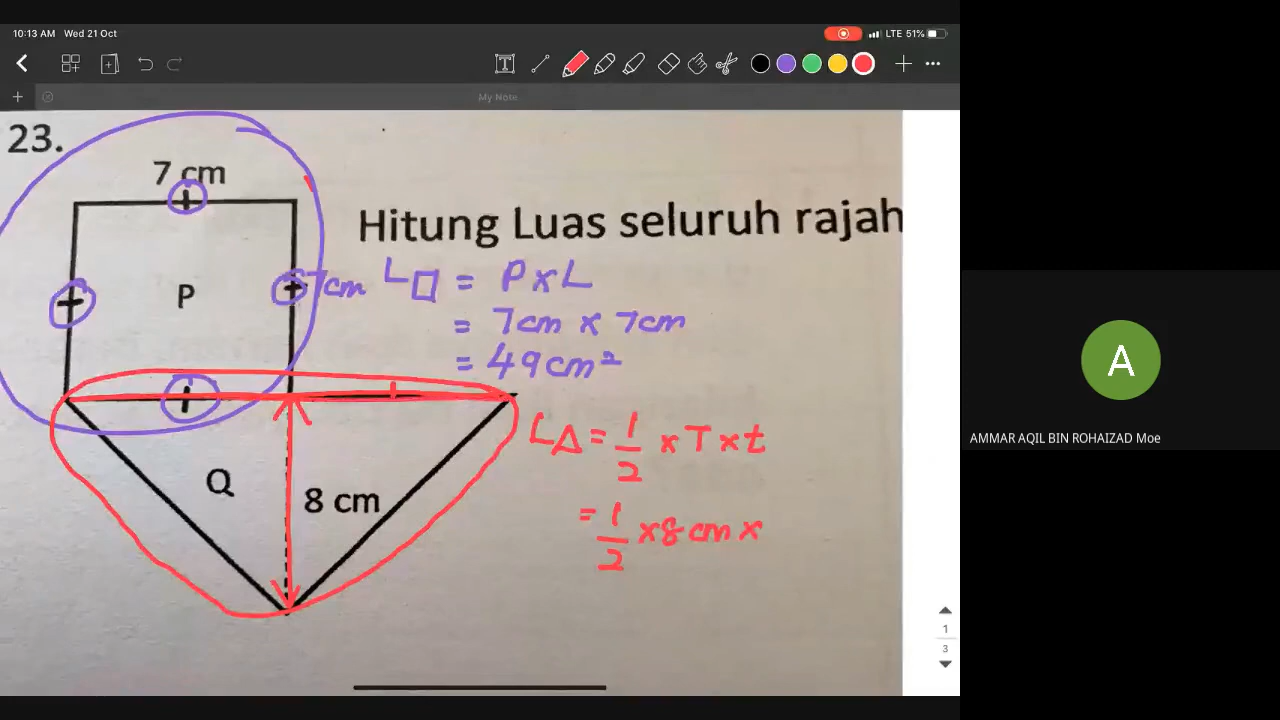 10:13 AM Wed 21 Oct
LTE 51%
T
My Note
23.
7 cm
Hitung Luas seluruh rajah
P
7cm
L□ = P x L
= 7cm x 7cm
= 49cm²
Q
8 cm
L△ = 1/2 x T x t
= 1/2 x 8 cm x
A
AMMAR AQIL BIN ROHAIZAD Moe
1
3